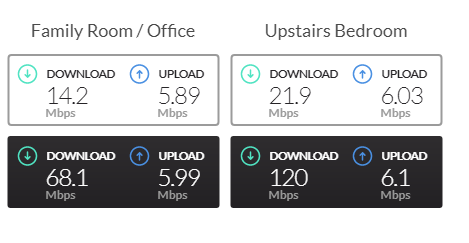 Family Room / Office
DOWNLOAD UPLOAD
14.2 5.89
Mbps Mbps
DOWNLOAD UPLOAD
68.1 5.99
Mbps Mbps
Upstairs Bedroom
DOWNLOAD UPLOAD
21.9 6.03
Mbps Mbps
DOWNLOAD UPLOAD
120 6.1
Mbps Mbps